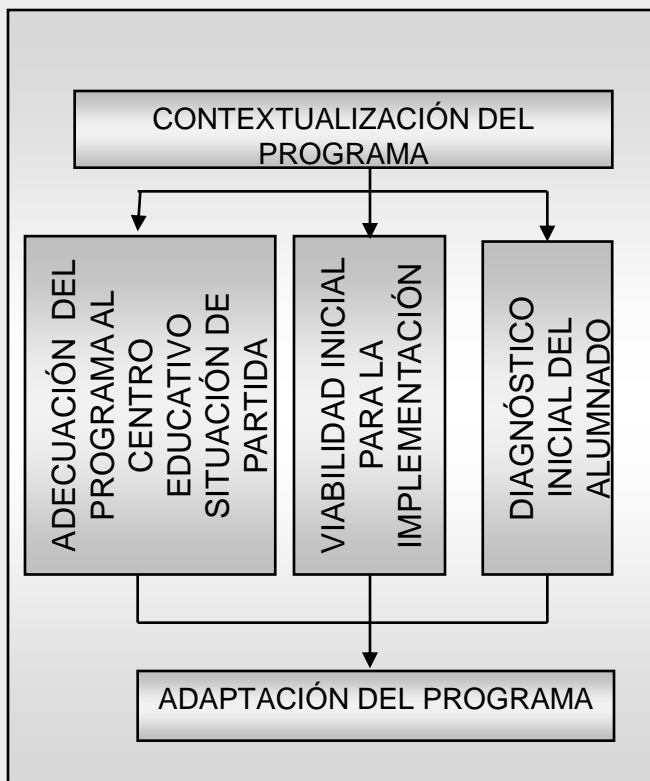 CONTEXTUALIZACIÓN DEL
PROGRAMA
ADECUACIÓN DEL
PROGRAMA AL
CENTRO
EDUCATIVO
SITUACIÓN DE
PARTIDA
VIABILIDAD INICIAL
PARA LA
IMPLEMENTACIÓN
DIAGNÓSTICO
INICIAL DEL
ALUMNADO
ADAPTACIÓN DEL PROGRAMA